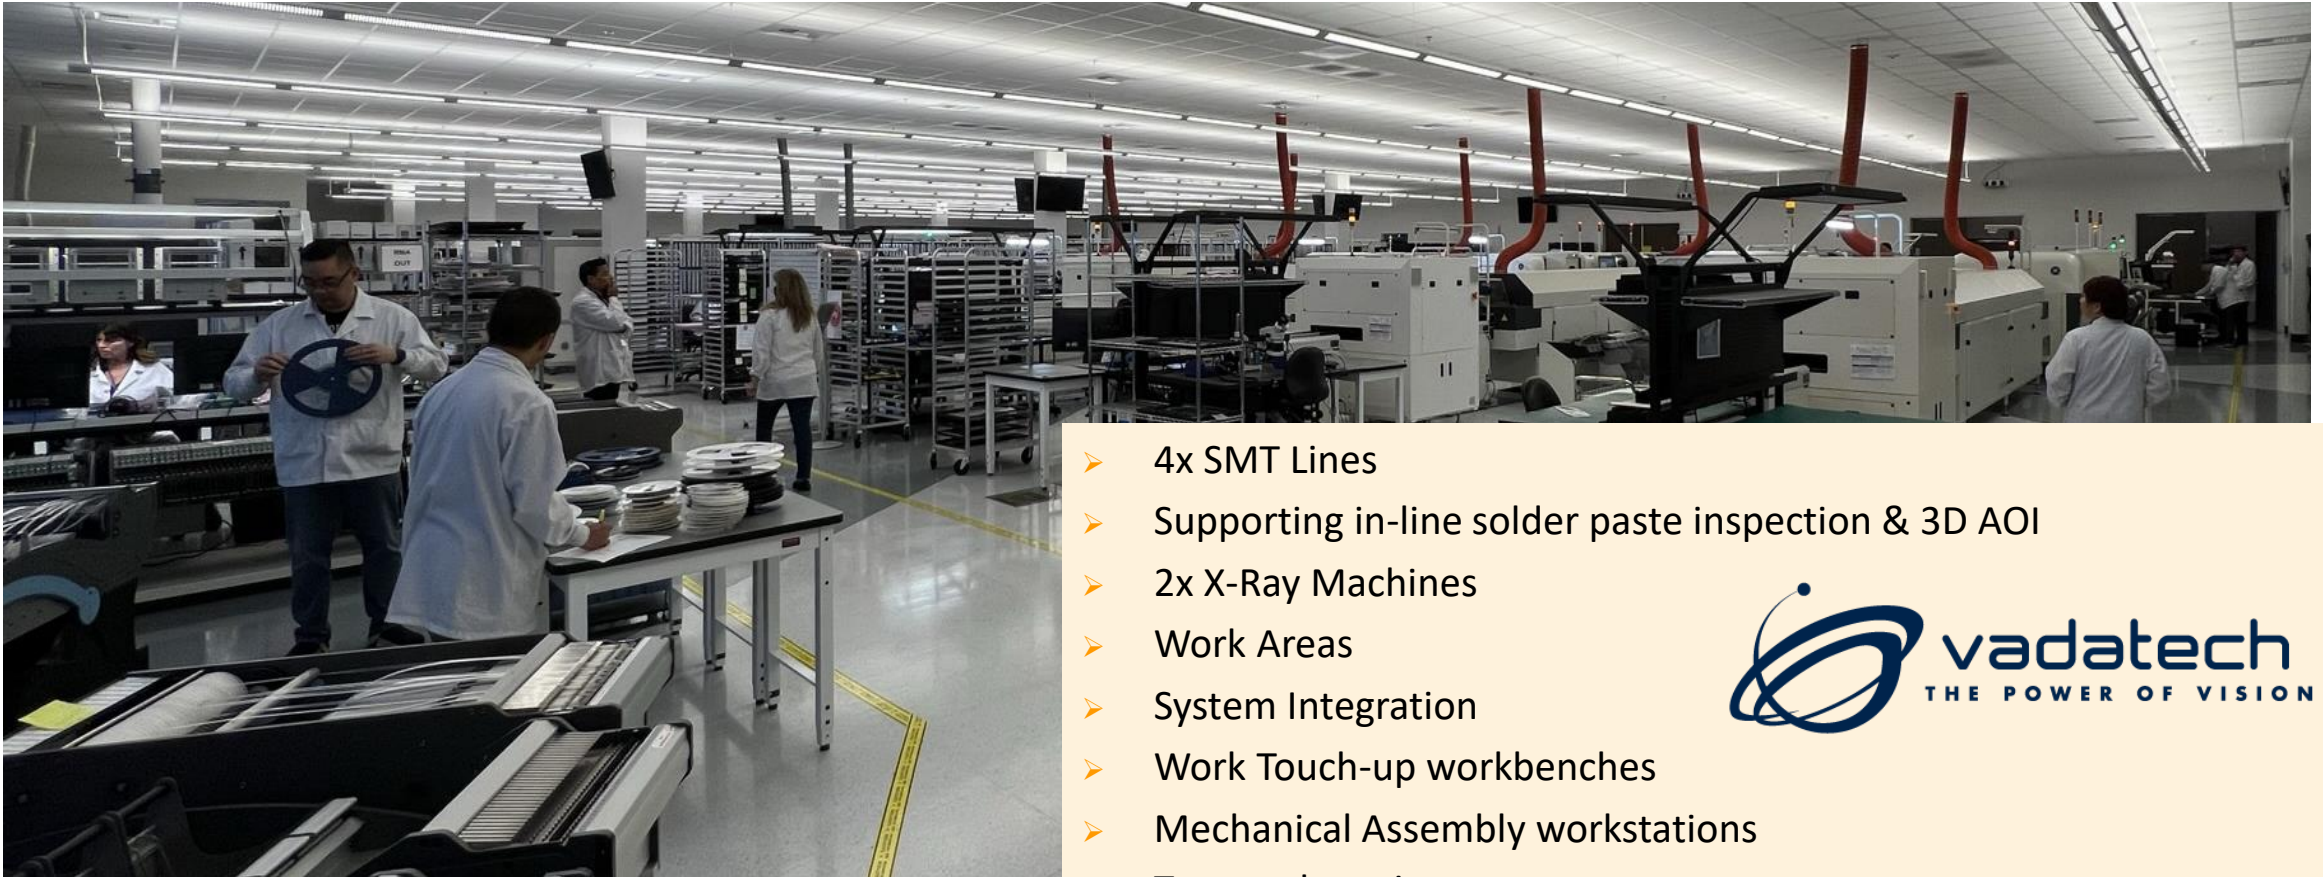 OUT
4x SMT Lines
Supporting in-line solder paste inspection & 3D AOI
2x X-Ray Machines
Work Areas
System Integration
Work Touch-up workbenches
Mechanical Assembly workstations
vadatech
THE POWER OF VISION